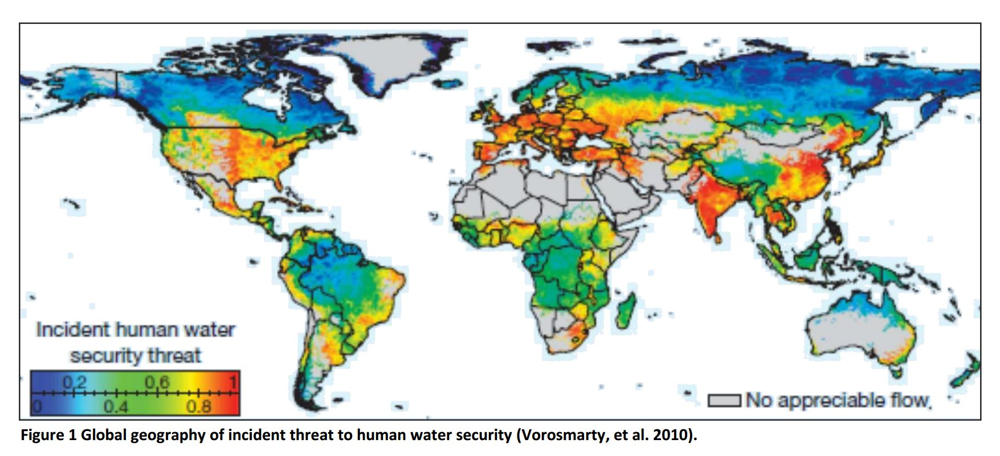 Incident human water
security threat
0.2 0.6 1
0 0.4 0.8
No appreciable flow.
Figure 1 Global geography of incident threat to human water security (Vorosmarty, et al. 2010).